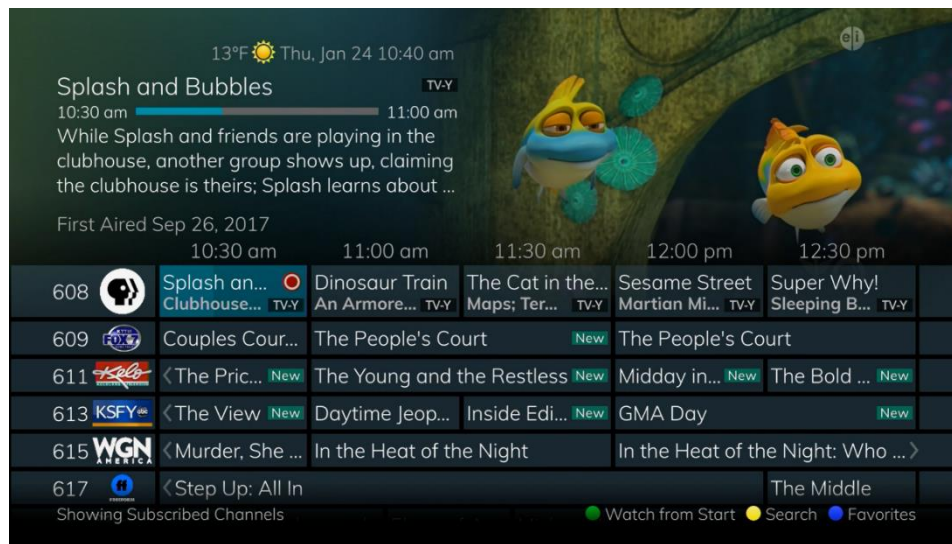 ei
13°F Thu, Jan 24 10:40 am
Splash and Bubbles TV-Y
10:30 am 11:00 am
While Splash and friends are playing in the
clubhouse, another group shows up, claiming
the clubhouse is theirs; Splash learns about ...
First Aired Sep 26, 2017
10:30 am 11:00 am 11:30 am 12:00 pm 12:30 pm
608 Splash an... Dinosaur Train The Cat in the... Sesame Street Super Why!
Clubhouse... TV-Y An Armore... TV-Y Maps; Ter... TV-Y Martian Mi... TV-Y Sleeping B... TV-Y
609 FOX 7 Couples Cour... The People's Court New The People's Court
611 Kelo The Pric... New The Young and the Restless New Midday in... New The Bold ... New
613 KSFY abc The View New Daytime Jeop... Inside Edi... New GMA Day New
615 WGN AMERICA Murder, She ... In the Heat of the Night In the Heat of the Night: Who ...
617 Step Up: All In The Middle
Showing Subscribed Channels Watch from Start Search Favorites